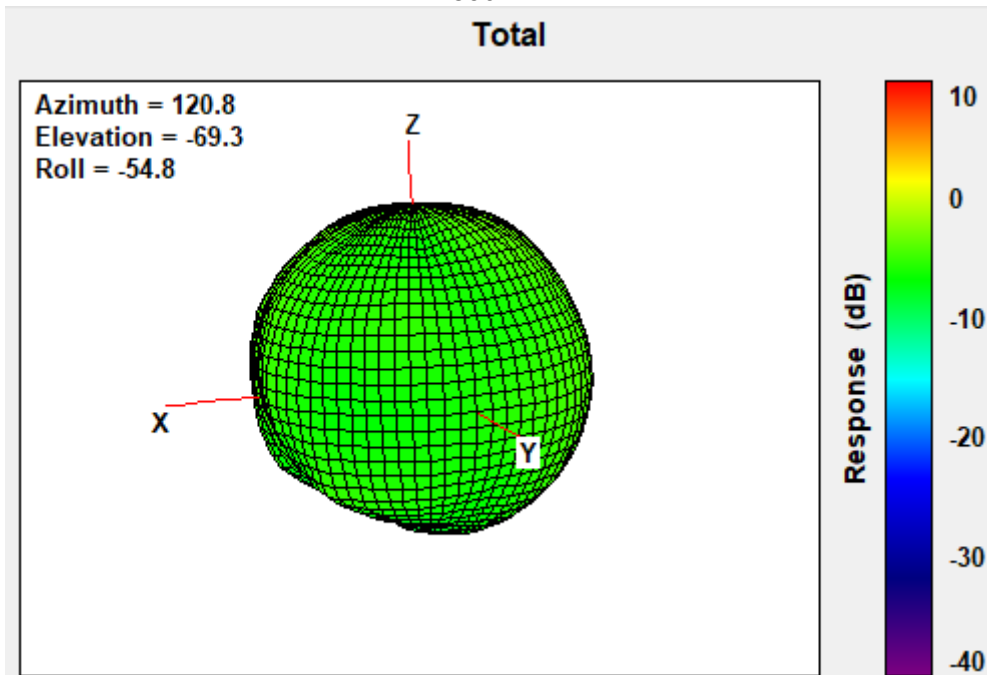 Total
Azimuth = 120.8
Elevation = -69.3
Roll = -54.8
Z
X
Y
10
0
-10
-20
-30
-40
Response (dB)